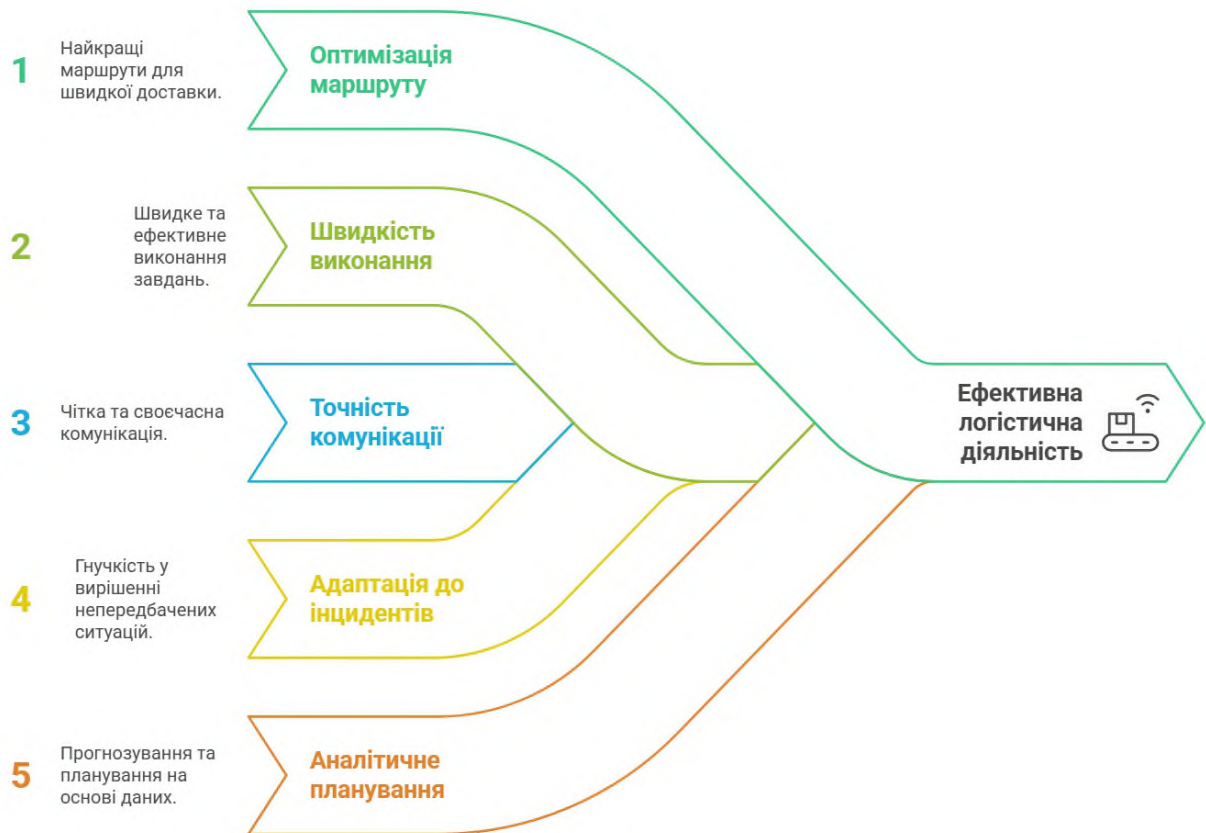 1
Найкращі
маршрути для
швидкої доставки.
Оптимізація
маршруту
2
Швидке та
ефективне
виконання
завдань.
Швидкість
виконання
3
Чітка та своєчасна
комунікація.
Точність
комунікації
Ефективна
логістична
діяльність
4
Гнучкість у
вирішенні
непередбачених
ситуацій.
Адаптація до
інцидентів
5
Прогнозування та
планування на
основі даних.
Аналітичне
планування